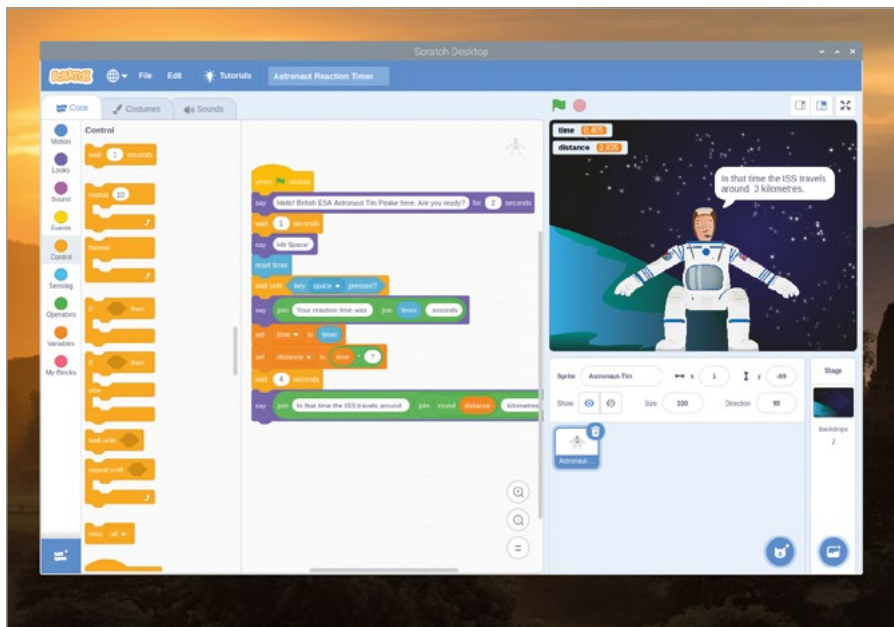 Scratch Desktop
SCRATCH File Edit Tutorials Astronaut Reaction Timer
Code Costumes Sounds
Motion
Looks
Sound
Events
Control
Sensing
Operators
Variables
My Blocks
Control
wait 1 seconds
repeat 10
forever
if then
if then
else
wait until
repeat until
stop all
when clicked
say Hello! British ESA Astronaut Tim Peake here. Are you ready? for 2 seconds
wait 1 seconds
say Hit Space!
reset timer
wait until key space pressed?
say join Your reaction time was join timer seconds
set time to timer
set distance to time * 7
wait 4 seconds
say join In that time the ISS travels around join round distance kilometres
time 0.405
distance
In that time the ISS travels
around 3 kilometres.
Sprite Astronaut-Tim x 1 y -69
Show Size 100 Direction 90
Astronaut-...
Stage
Backdrops
2